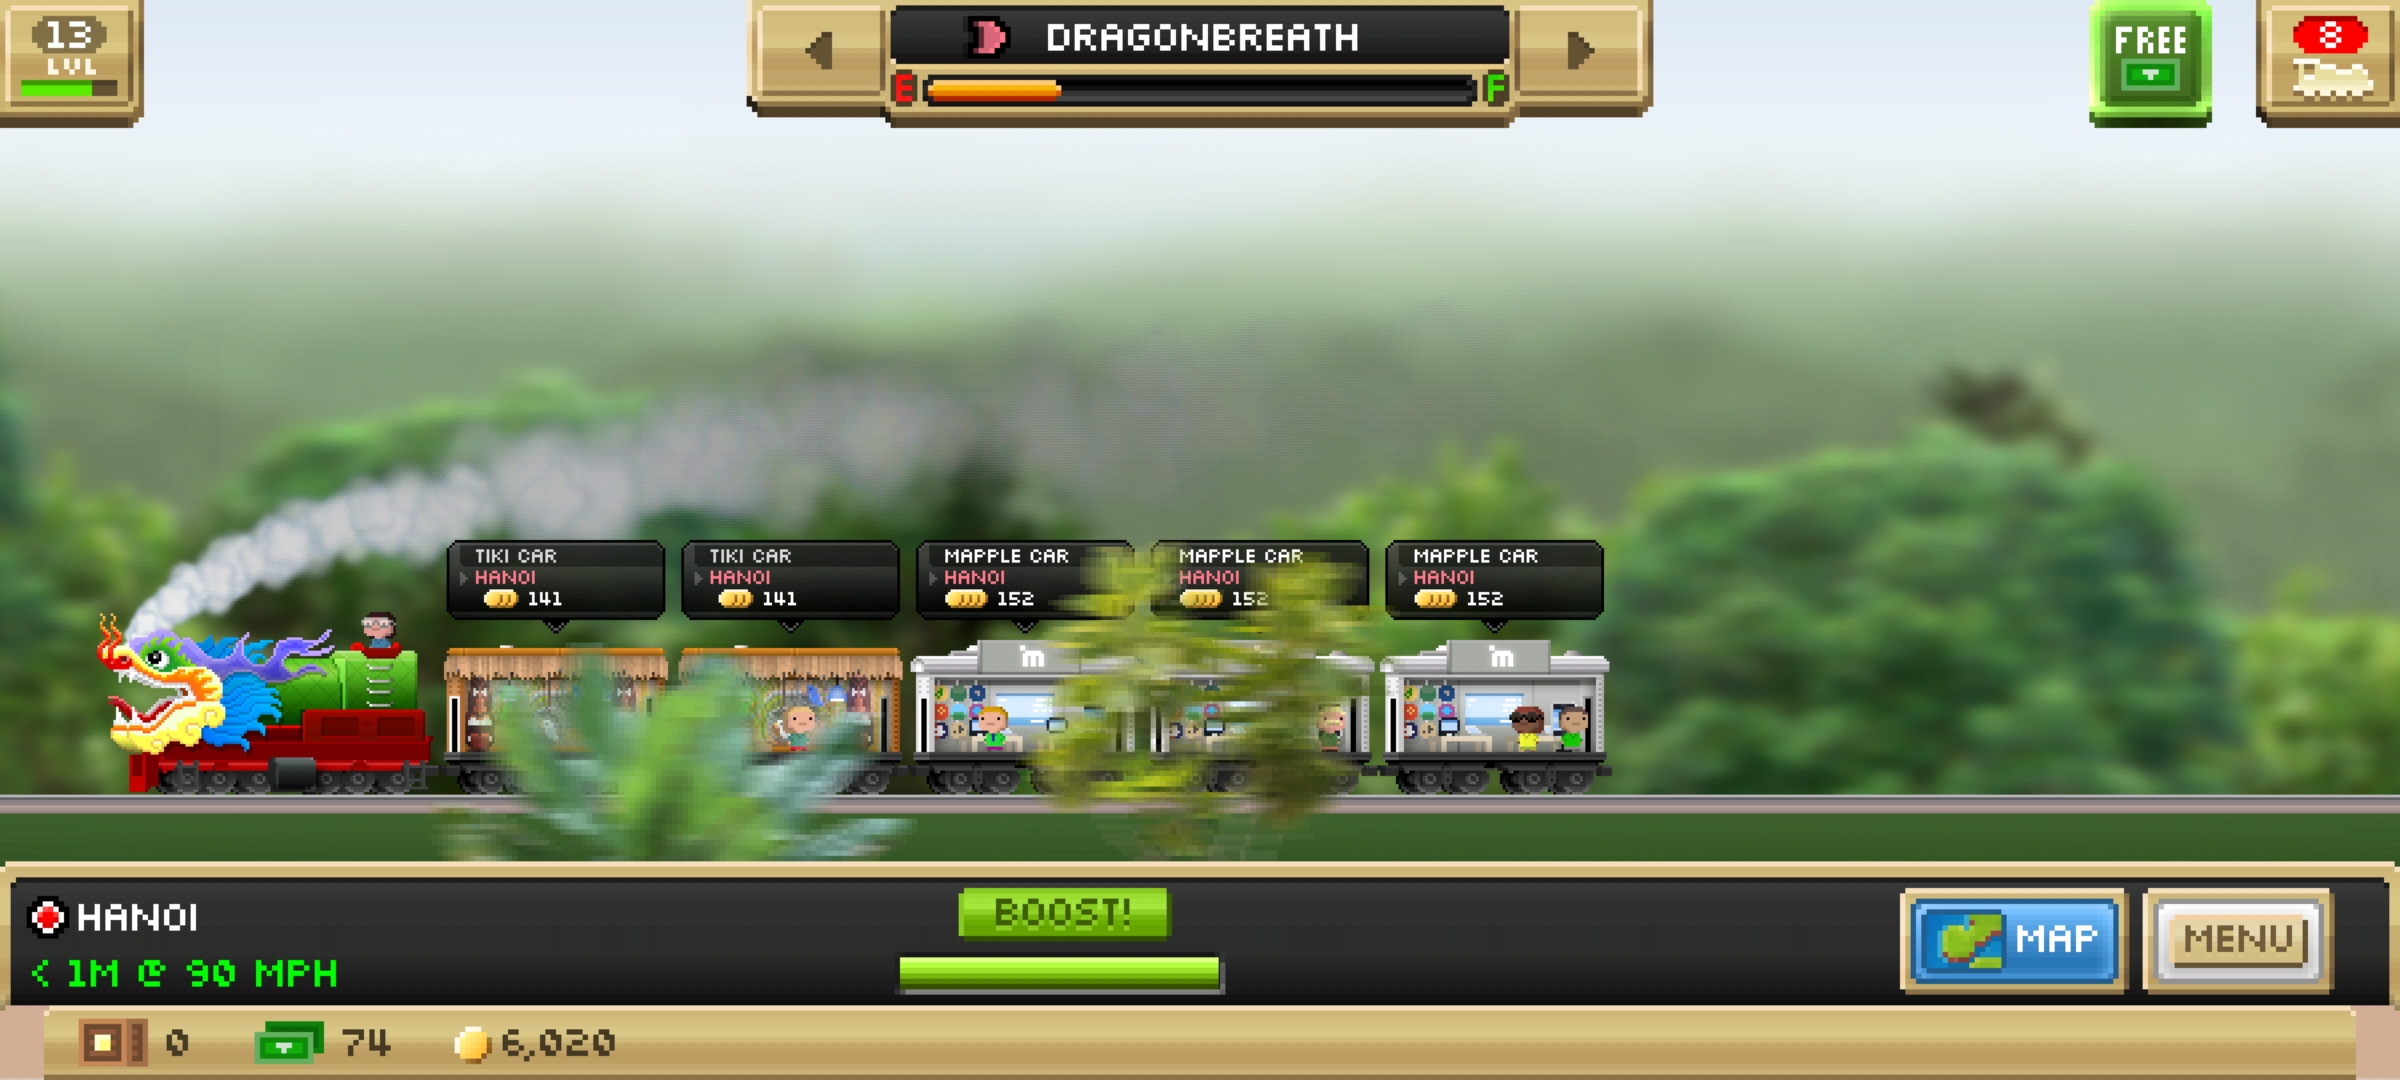 13
LVL
DRAGONBREATH
E F
FREE
8
TIKI CAR
HANOI
141
TIKI CAR
HANOI
141
MAPPLE CAR
HANOI
152
MAPPLE CAR
HANOI
152
MAPPLE CAR
HANOI
152
m
m
HANOI
< 1M @ 90 MPH
BOOST!
MAP
MENU
0
74
6,020